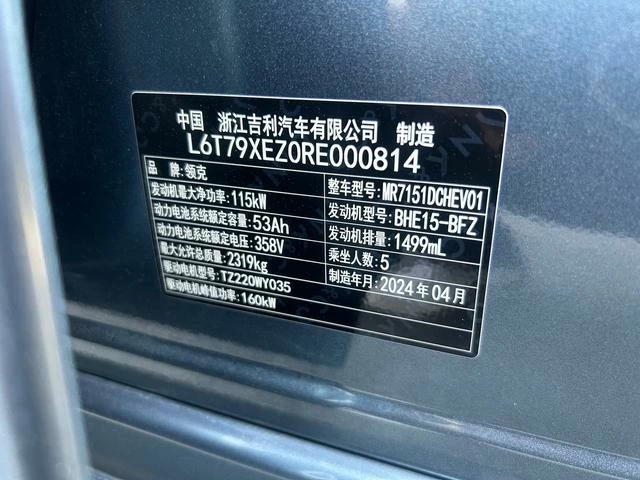 中国 浙江吉利汽车有限公司 制造
L6T79XEZ0RE000814
品牌:领克
整车型号:MR7151DCHEV01
发动机最大净功率:115kW
发动机型号:BHE15-BFZ
动力电池系统额定容量:53Ah
发动机排量:1499mL
动力电池系统额定电压:358V
乘坐人数:5
最大允许总质量:2319kg
制造年月:2024年04月
驱动电机型号:TZ220WY035
驱动电机峰值功率:160kW